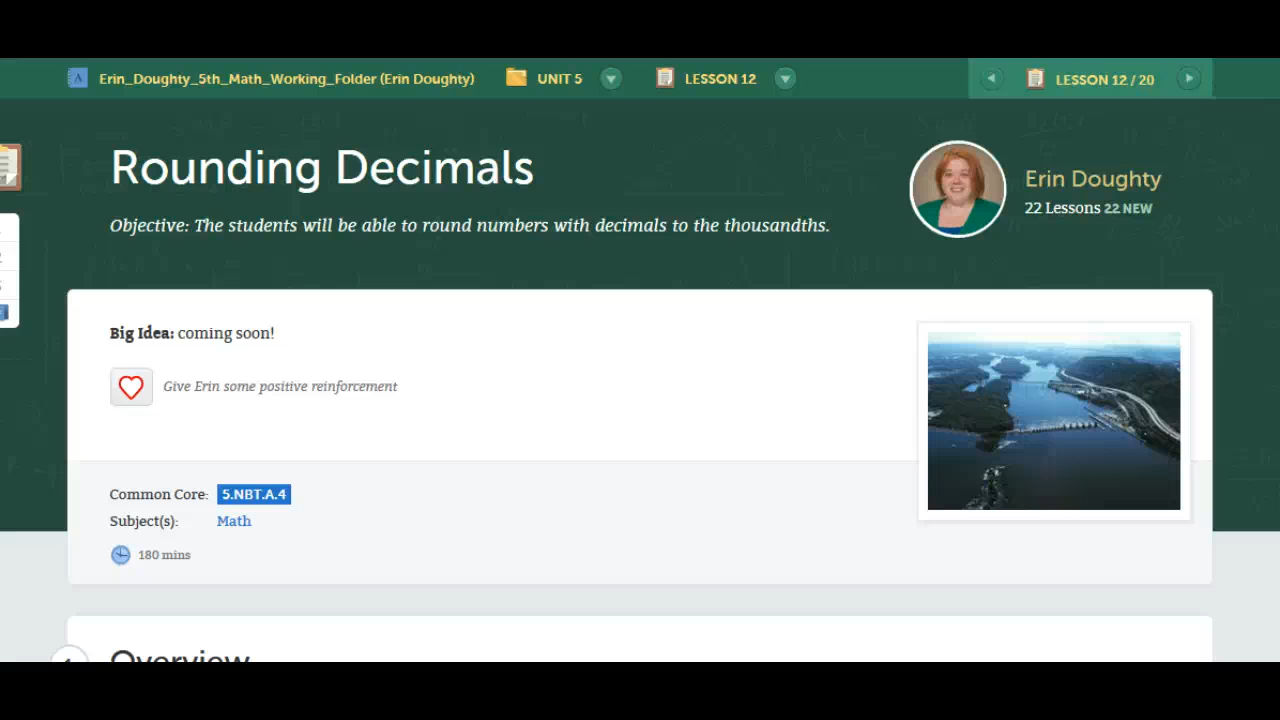 Erin_Doughty_5th_Math_Working_Folder (Erin Doughty) UNIT 5 LESSON 12 LESSON 12 / 20
Rounding Decimals
Erin Doughty
22 Lessons 22 NEW
Objective: The students will be able to round numbers with decimals to the thousandths.
Big Idea: coming soon!
Give Erin some positive reinforcement
Common Core: 5.NBT.A.4
Subject(s): Math
180 mins
Overview